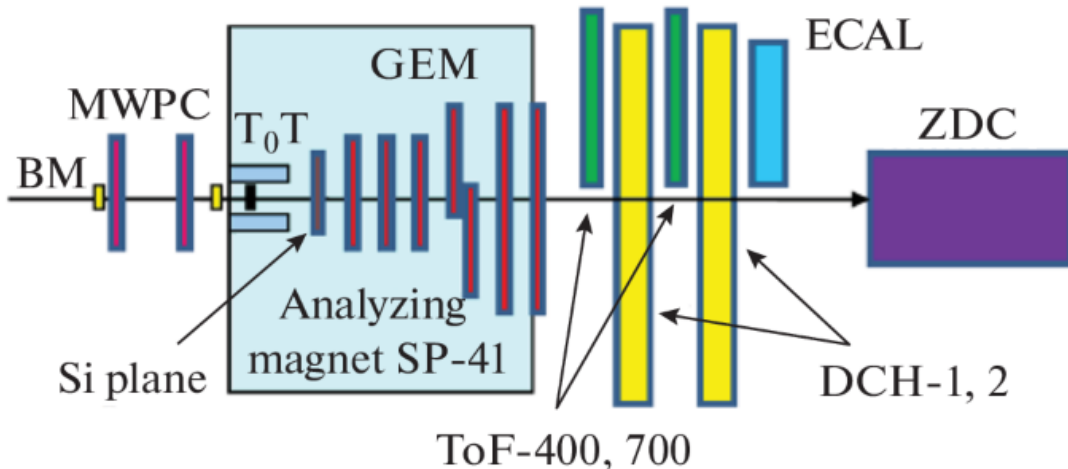 GEM
ECAL
MWPC
T₀T
ZDC
BM
Analyzing
magnet SP-41
Si plane
DCH-1, 2
ToF-400, 700